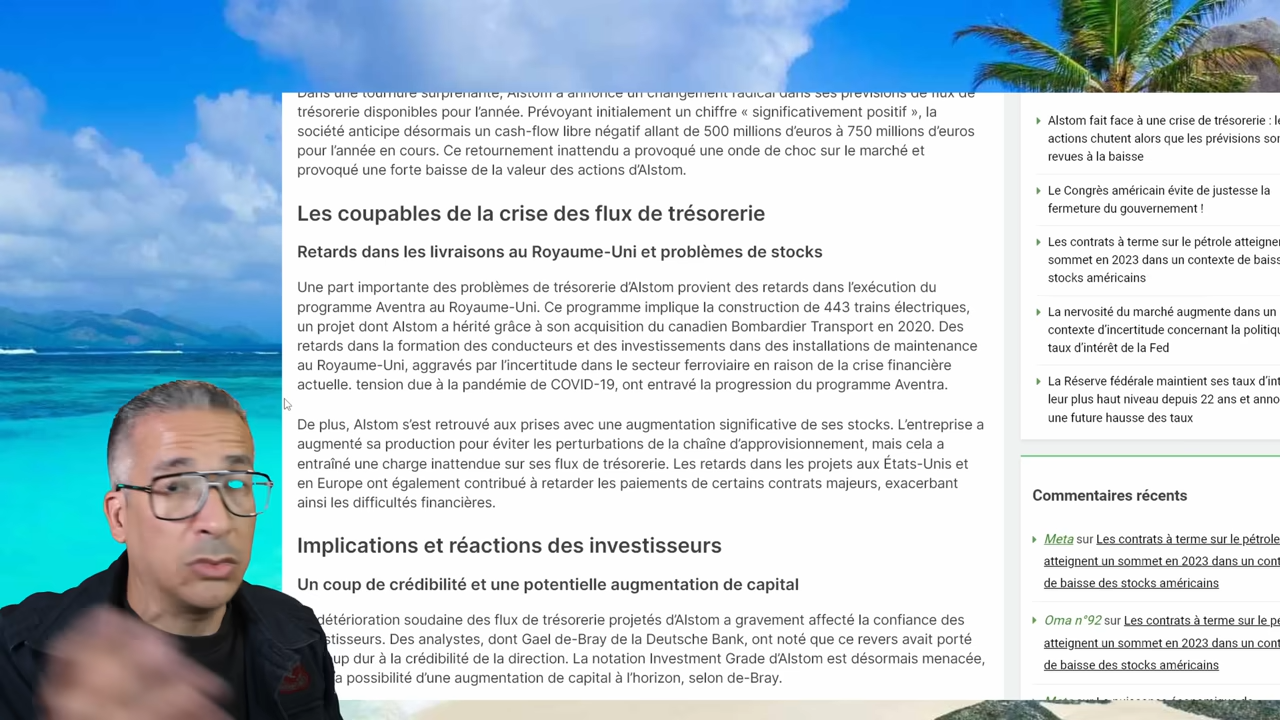 Dans une tournure surprenante, Alstom a annoncé un changement radical dans ses prévisions de flux de
trésorerie disponibles pour l’année. Prévoyant initialement un chiffre « significativement positif », la
société anticipe désormais un cash-flow libre négatif allant de 500 millions d’euros à 750 millions d’euros
pour l’année en cours. Ce retournement inattendu a provoqué une onde de choc sur le marché et
provoqué une forte baisse de la valeur des actions d’Alstom.
Les coupables de la crise des flux de trésorerie
Retards dans les livraisons au Royaume-Uni et problèmes de stocks
Une part importante des problèmes de trésorerie d’Alstom provient des retards dans l’exécution du
programme Aventra au Royaume-Uni. Ce programme implique la construction de 443 trains électriques,
un projet dont Alstom a hérité grâce à son acquisition du canadien Bombardier Transport en 2020. Des
retards dans la formation des conducteurs et des investissements dans des installations de maintenance
au Royaume-Uni, aggravés par l’incertitude dans le secteur ferroviaire en raison de la crise financière
actuelle. tension due à la pandémie de COVID-19, ont entravé la progression du programme Aventra.
De plus, Alstom s’est retrouvé aux prises avec une augmentation significative de ses stocks. L’entreprise a
augmenté sa production pour éviter les perturbations de la chaîne d’approvisionnement, mais cela a
entraîné une charge inattendue sur ses flux de trésorerie. Les retards dans les projets aux États-Unis et
en Europe ont également contribué à retarder les paiements de certains contrats majeurs, exacerbant
ainsi les difficultés financières.
Implications et réactions des investisseurs
Un coup de crédibilité et une potentielle augmentation de capital
détérioration soudaine des flux de trésorerie projetés d’Alstom a gravement affecté la confiance des
stisseurs. Des analystes, dont Gael de-Bray de la Deutsche Bank, ont noté que ce revers avait porté
up dur à la crédibilité de la direction. La notation Investment Grade d’Alstom est désormais menacée,
a possibilité d’une augmentation de capital à l’horizon, selon de-Bray.
Alstom fait face à une crise de trésorerie : le
actions chutent alors que les prévisions son
revues à la baisse
Le Congrès américain évite de justesse la
fermeture du gouvernement !
Les contrats à terme sur le pétrole atteigne
sommet en 2023 dans un contexte de baiss
stocks américains
La nervosité du marché augmente dans un
contexte d’incertitude concernant la politiqu
taux d’intérêt de la Fed
La Réserve fédérale maintient ses taux d’int
leur plus haut niveau depuis 22 ans et anno
une future hausse des taux
Commentaires récents
Meta sur Les contrats à terme sur le pétrole
atteignent un sommet en 2023 dans un cont
de baisse des stocks américains
Oma n°92 sur Les contrats à terme sur le pé
atteignent un sommet en 2023 dans un cont
de baisse des stocks américains